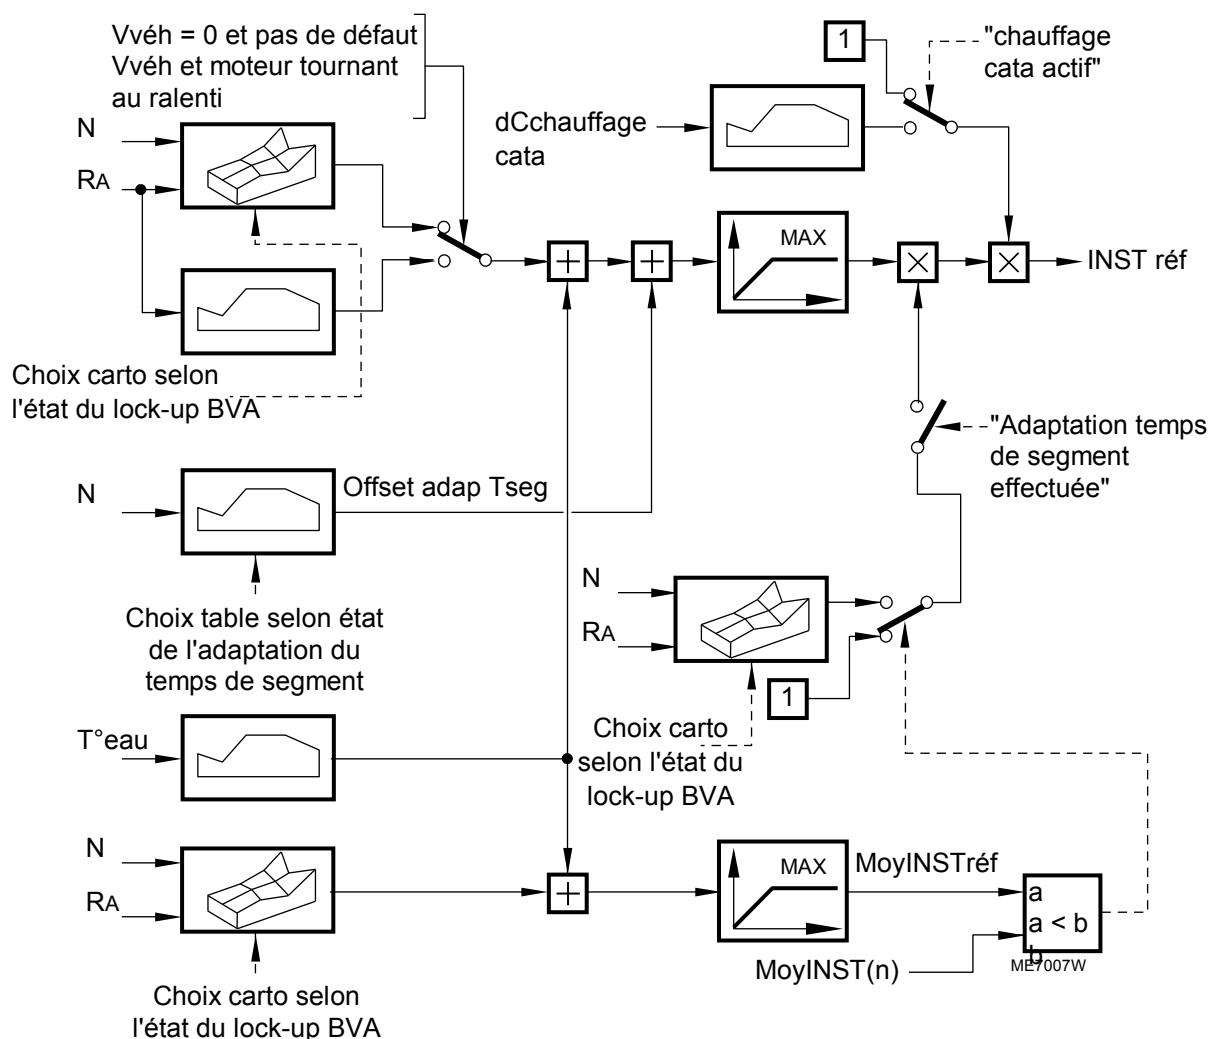 Vvéh = 0 et pas de défaut
Vvéh et moteur tournant
au ralenti
1
"chauffage
cata actif"
dCchauffage
cata
N
RA
MAX
INST réf
Choix carto selon
l'état du lock-up BVA
"Adaptation temps
de segment
effectuée"
N
Offset adap Tseg
N
RA
Choix table selon état
de l'adaptation du
temps de segment
1
T°eau
Choix carto
selon l'état du
lock-up BVA
N
RA
MAX
MoyINSTréf
a
a < b
b
MoyINST(n)
ME7007W
Choix carto selon
l'état du lock-up BVA